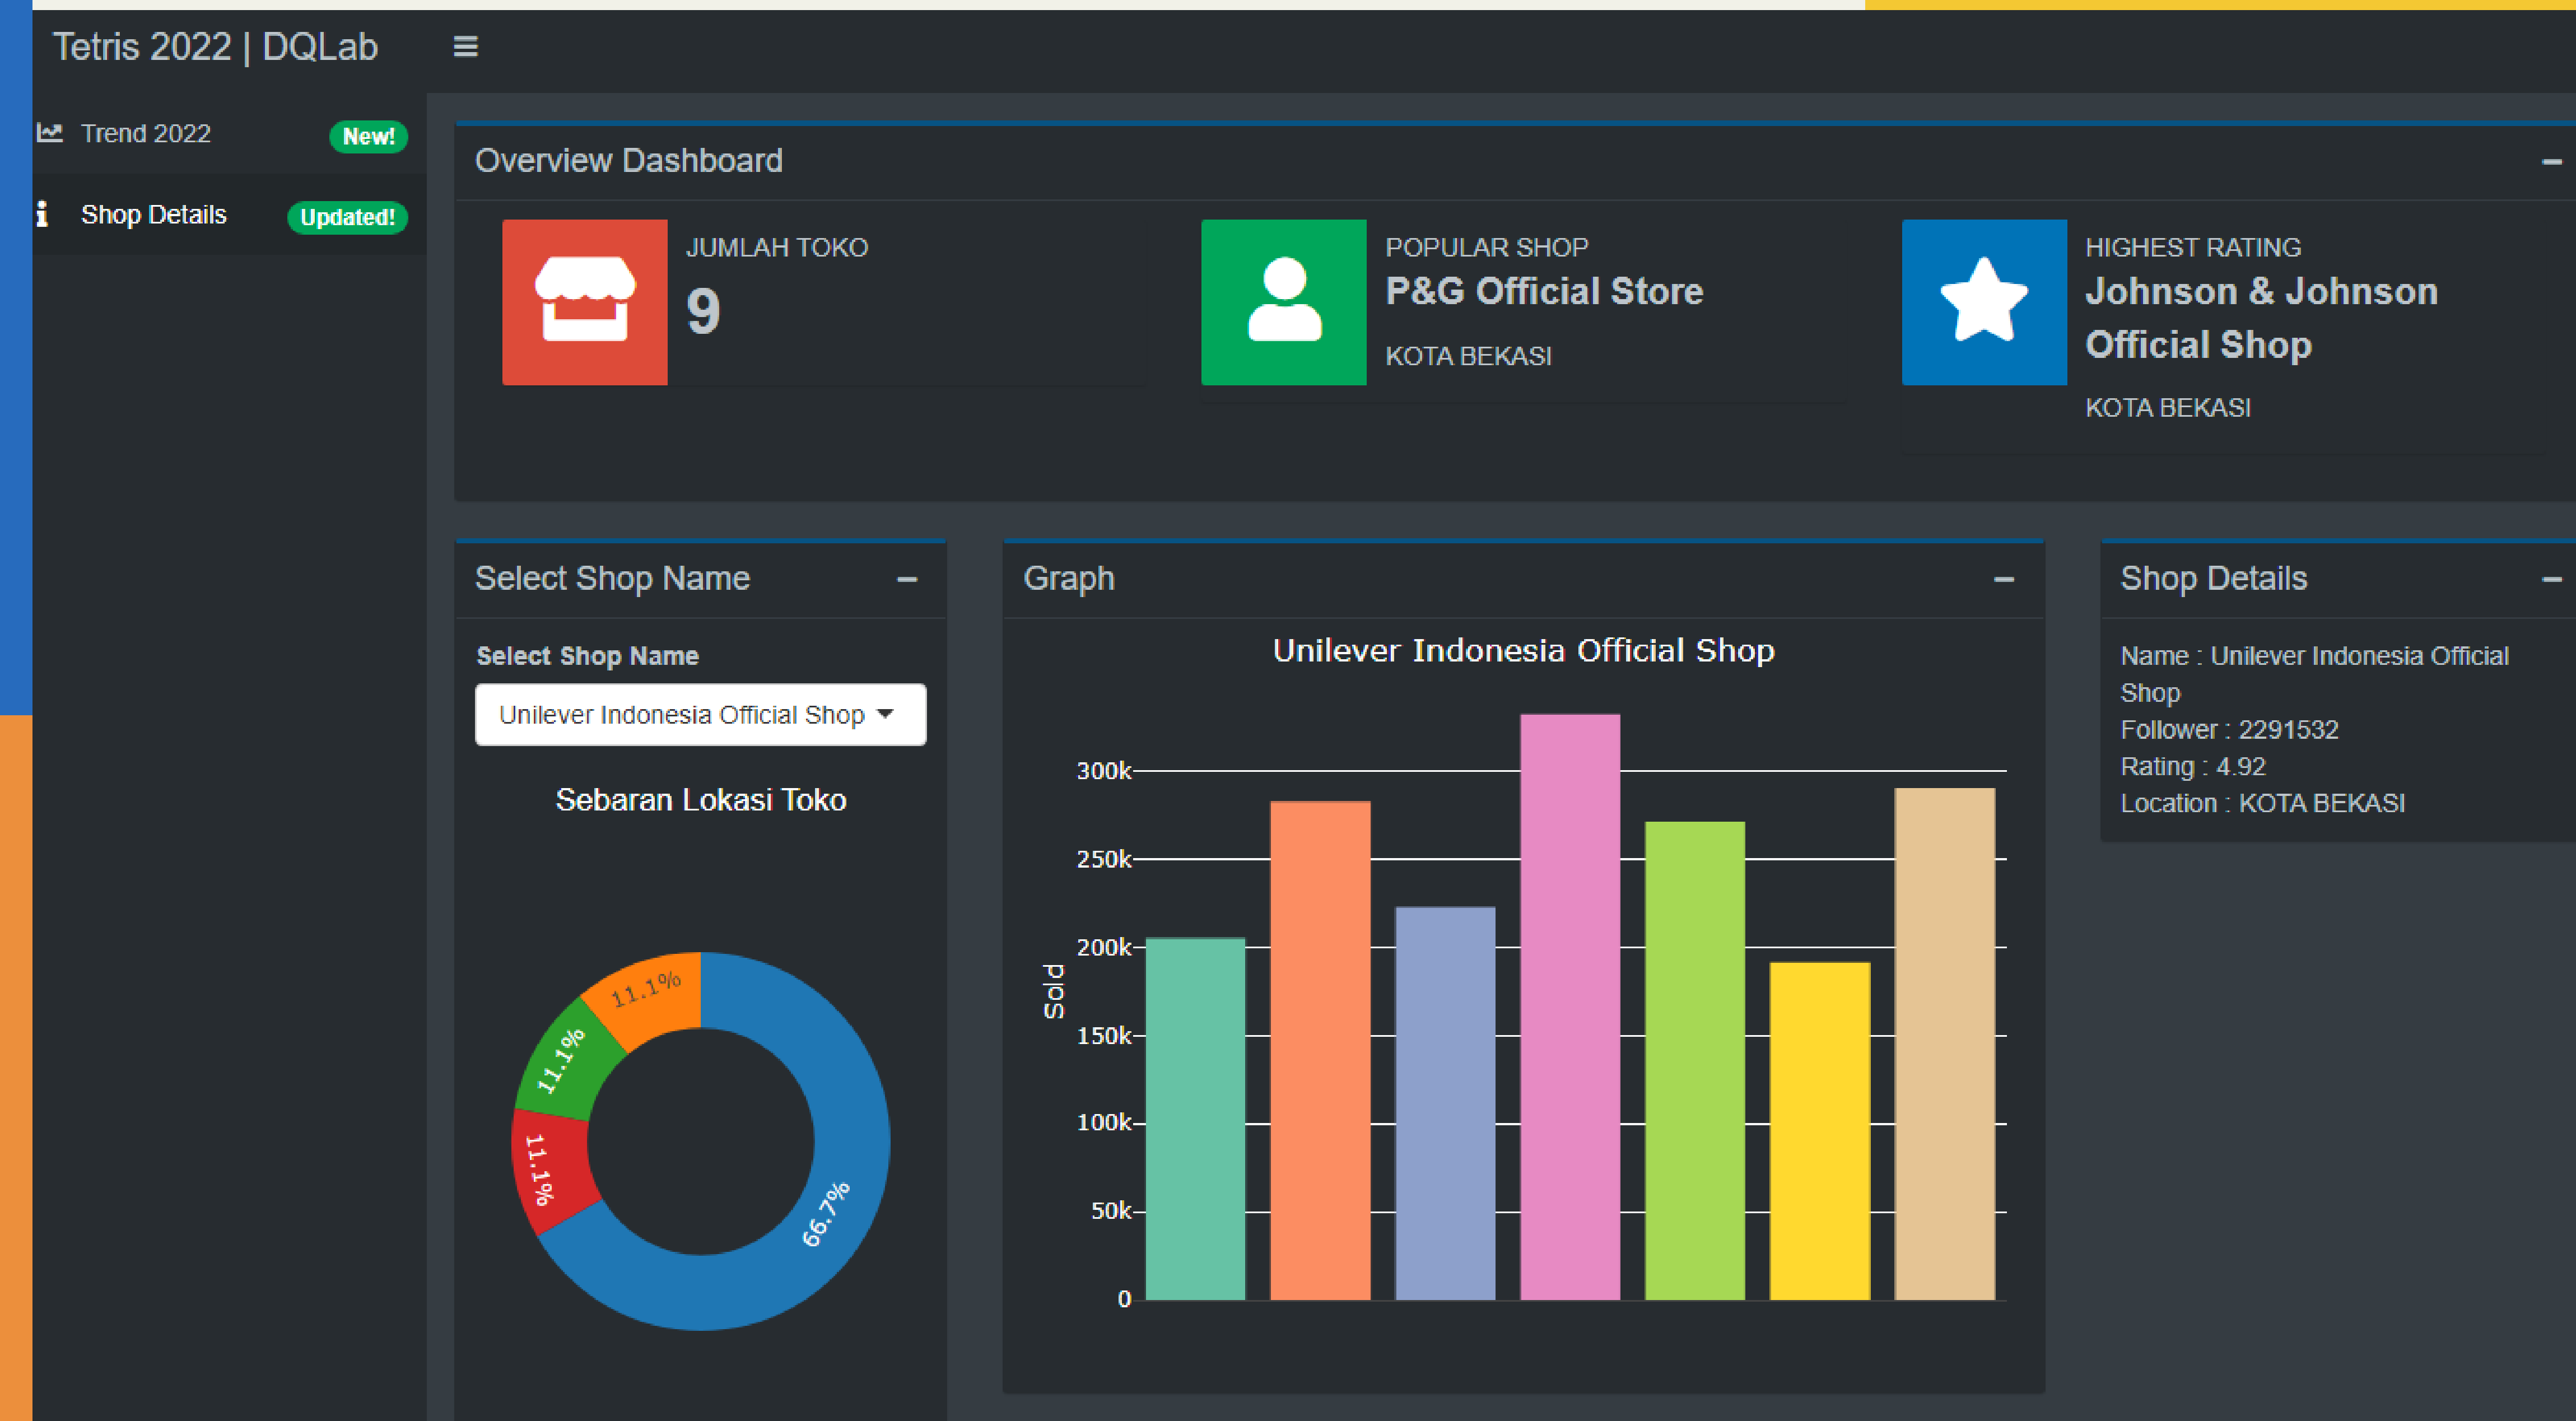 Tetris 2022 | DQLab
Trend 2022
New!
Shop Details
Updated!
Overview Dashboard
JUMLAH TOKO
9
POPULAR SHOP
P&G Official Store
KOTA BEKASI
HIGHEST RATING
Johnson & Johnson
Official Shop
KOTA BEKASI
Select Shop Name
Select Shop Name
Unilever Indonesia Official Shop
Sebaran Lokasi Toko
11.1%
11.1%
11.1%
66.7%
Graph
Unilever Indonesia Official Shop
300k
250k
200k
150k
100k
50k
0
Sold
Shop Details
Name : Unilever Indonesia Official
Shop
Follower : 2291532
Rating : 4.92
Location : KOTA BEKASI